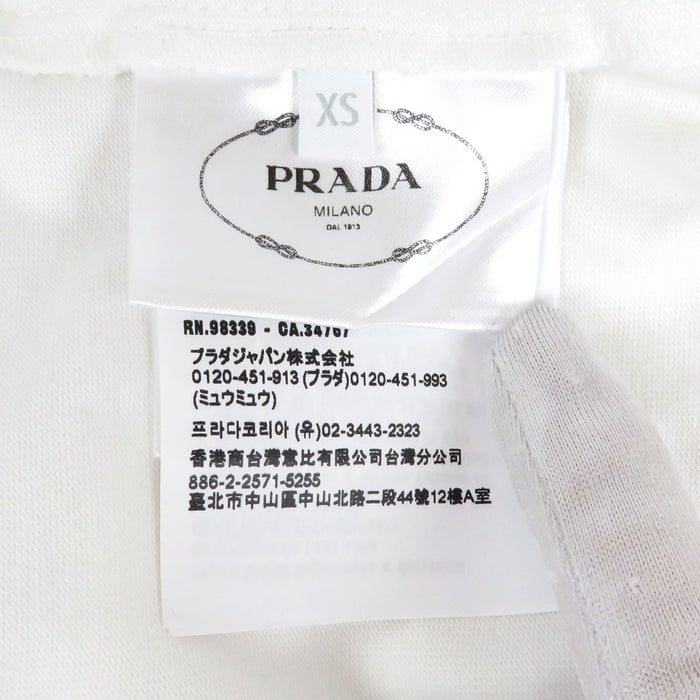 XS
PRADA
MILANO
DAL 1913
RN.98339 - CA.34767
プラダジャパン株式会社
0120-451-913 (プラダ)0120-451-993
(ミュウミュウ)
프라다코리아 (유)02-3443-2323
香港商台灣意比有限公司台灣分公司
886-2-2571-5255
臺北市中山區中山北路二段44號12樓A室